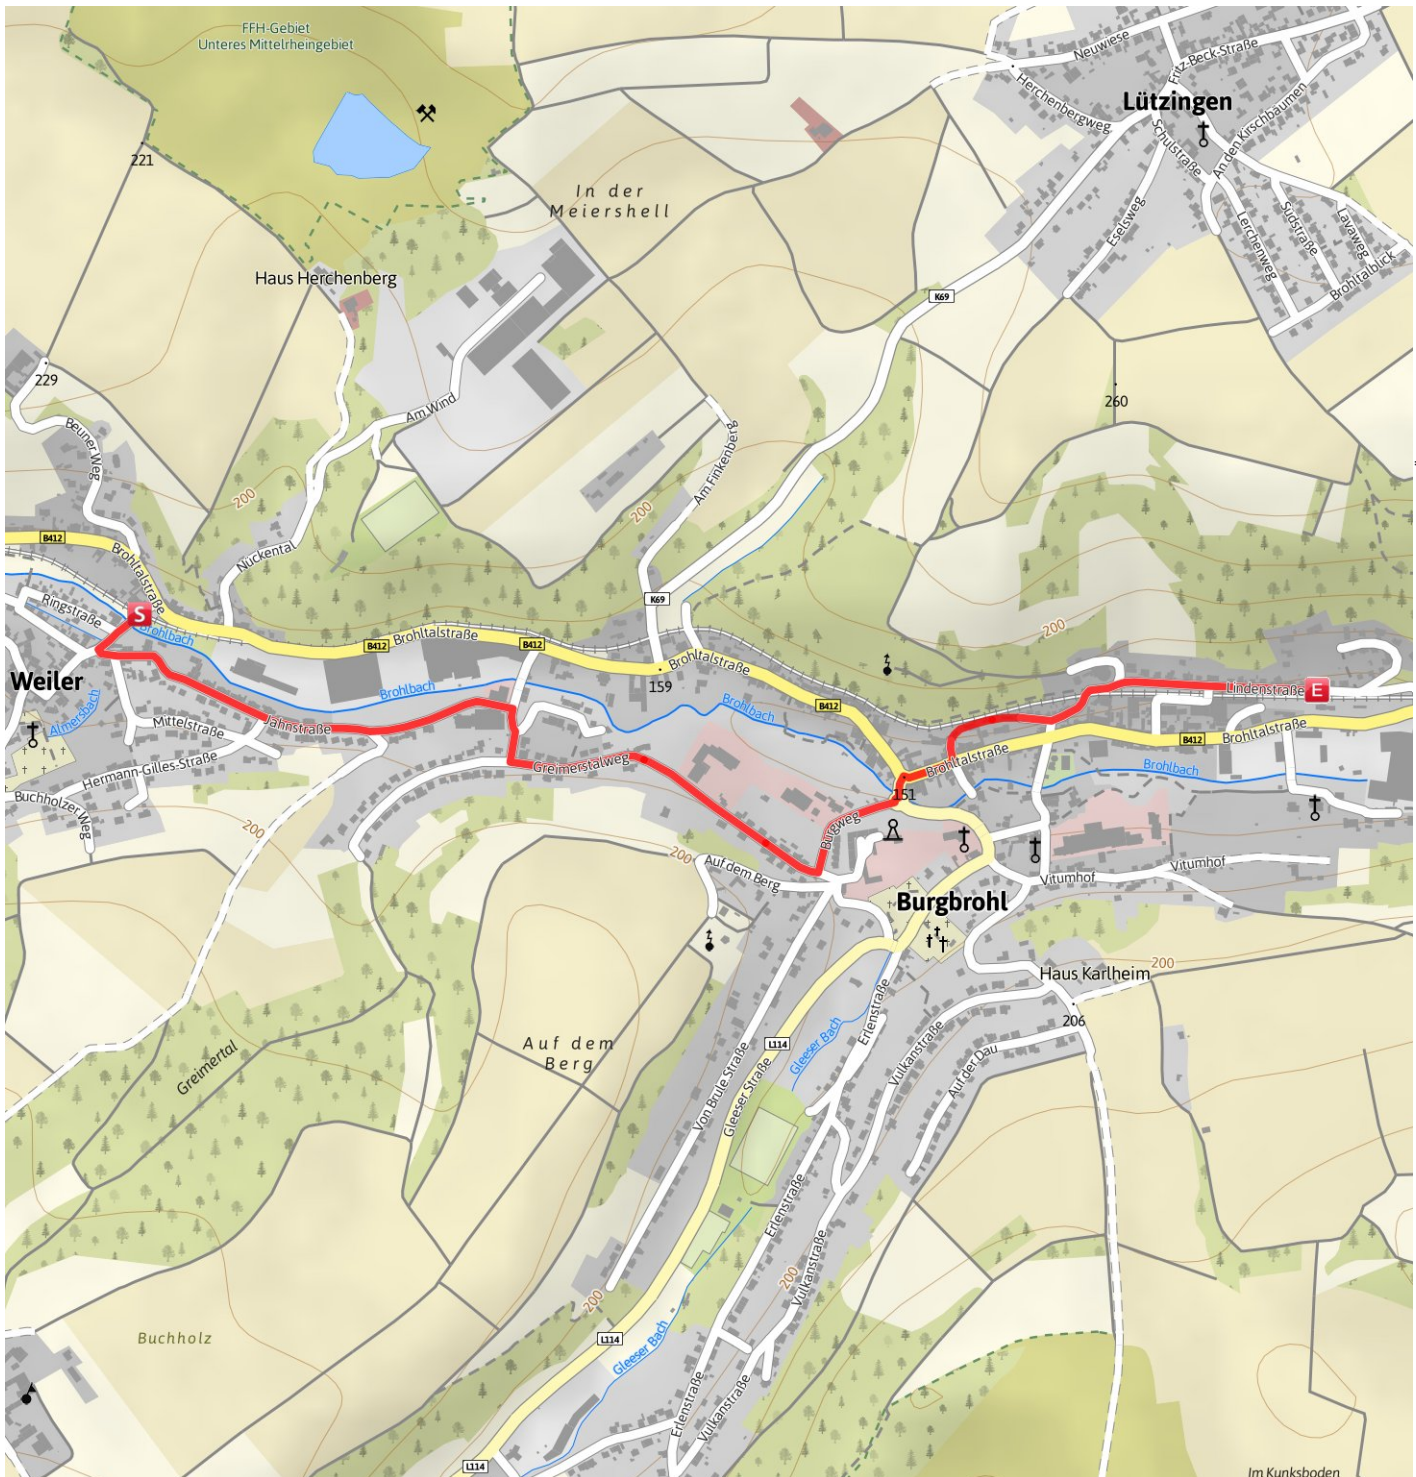 FFH-Gebiet
Unteres Mittelrheingebiet
Neuwiese
Fritz-Beck-Straße
Herchenbergweg
Lützingen
An den Kirschbäumen
Schulstraße
221
In der
Meiershell
Eselsweg
Lerchenweg
Südstraße
Lavaweg
Brohltalblick
Haus Herchenberg
K69
229
Am Wind
260
Beuner Weg
Am Finkenberg
200
200
B412
Brohltalstraße
Nückental
K69
Ringstraße
S
Brohlbach
B412
Brohltalstraße
B412
200
Weiler
Brohlbach
159
Brohltalstraße
Brohlbach
B412
Lindenstraße
E
Almersbach
Mittelstraße
Jahnstraße
Brohltalstraße
B412
Brohltalstraße
Hermann-Gilles-Straße
Greimerstalweg
Brohlbach
Buchholzer Weg
151
200
Burgweg
200
Auf dem Berg
Vitumhof
Vitumhof
Burgbrohl
200
Haus Karlheim
206
Erlenstraße
Gleeser Bach
Vulkanstraße
Auf der Dau
L114
Auf dem
Berg
Greimertal
Von Brule Straße
Gleeser Straße
Erlenstraße
Vulkanstraße
200
200
Buchholz
L114
Gleeser Bach
Erlenstraße
Vulkanstraße
L114
Im Kunksboden